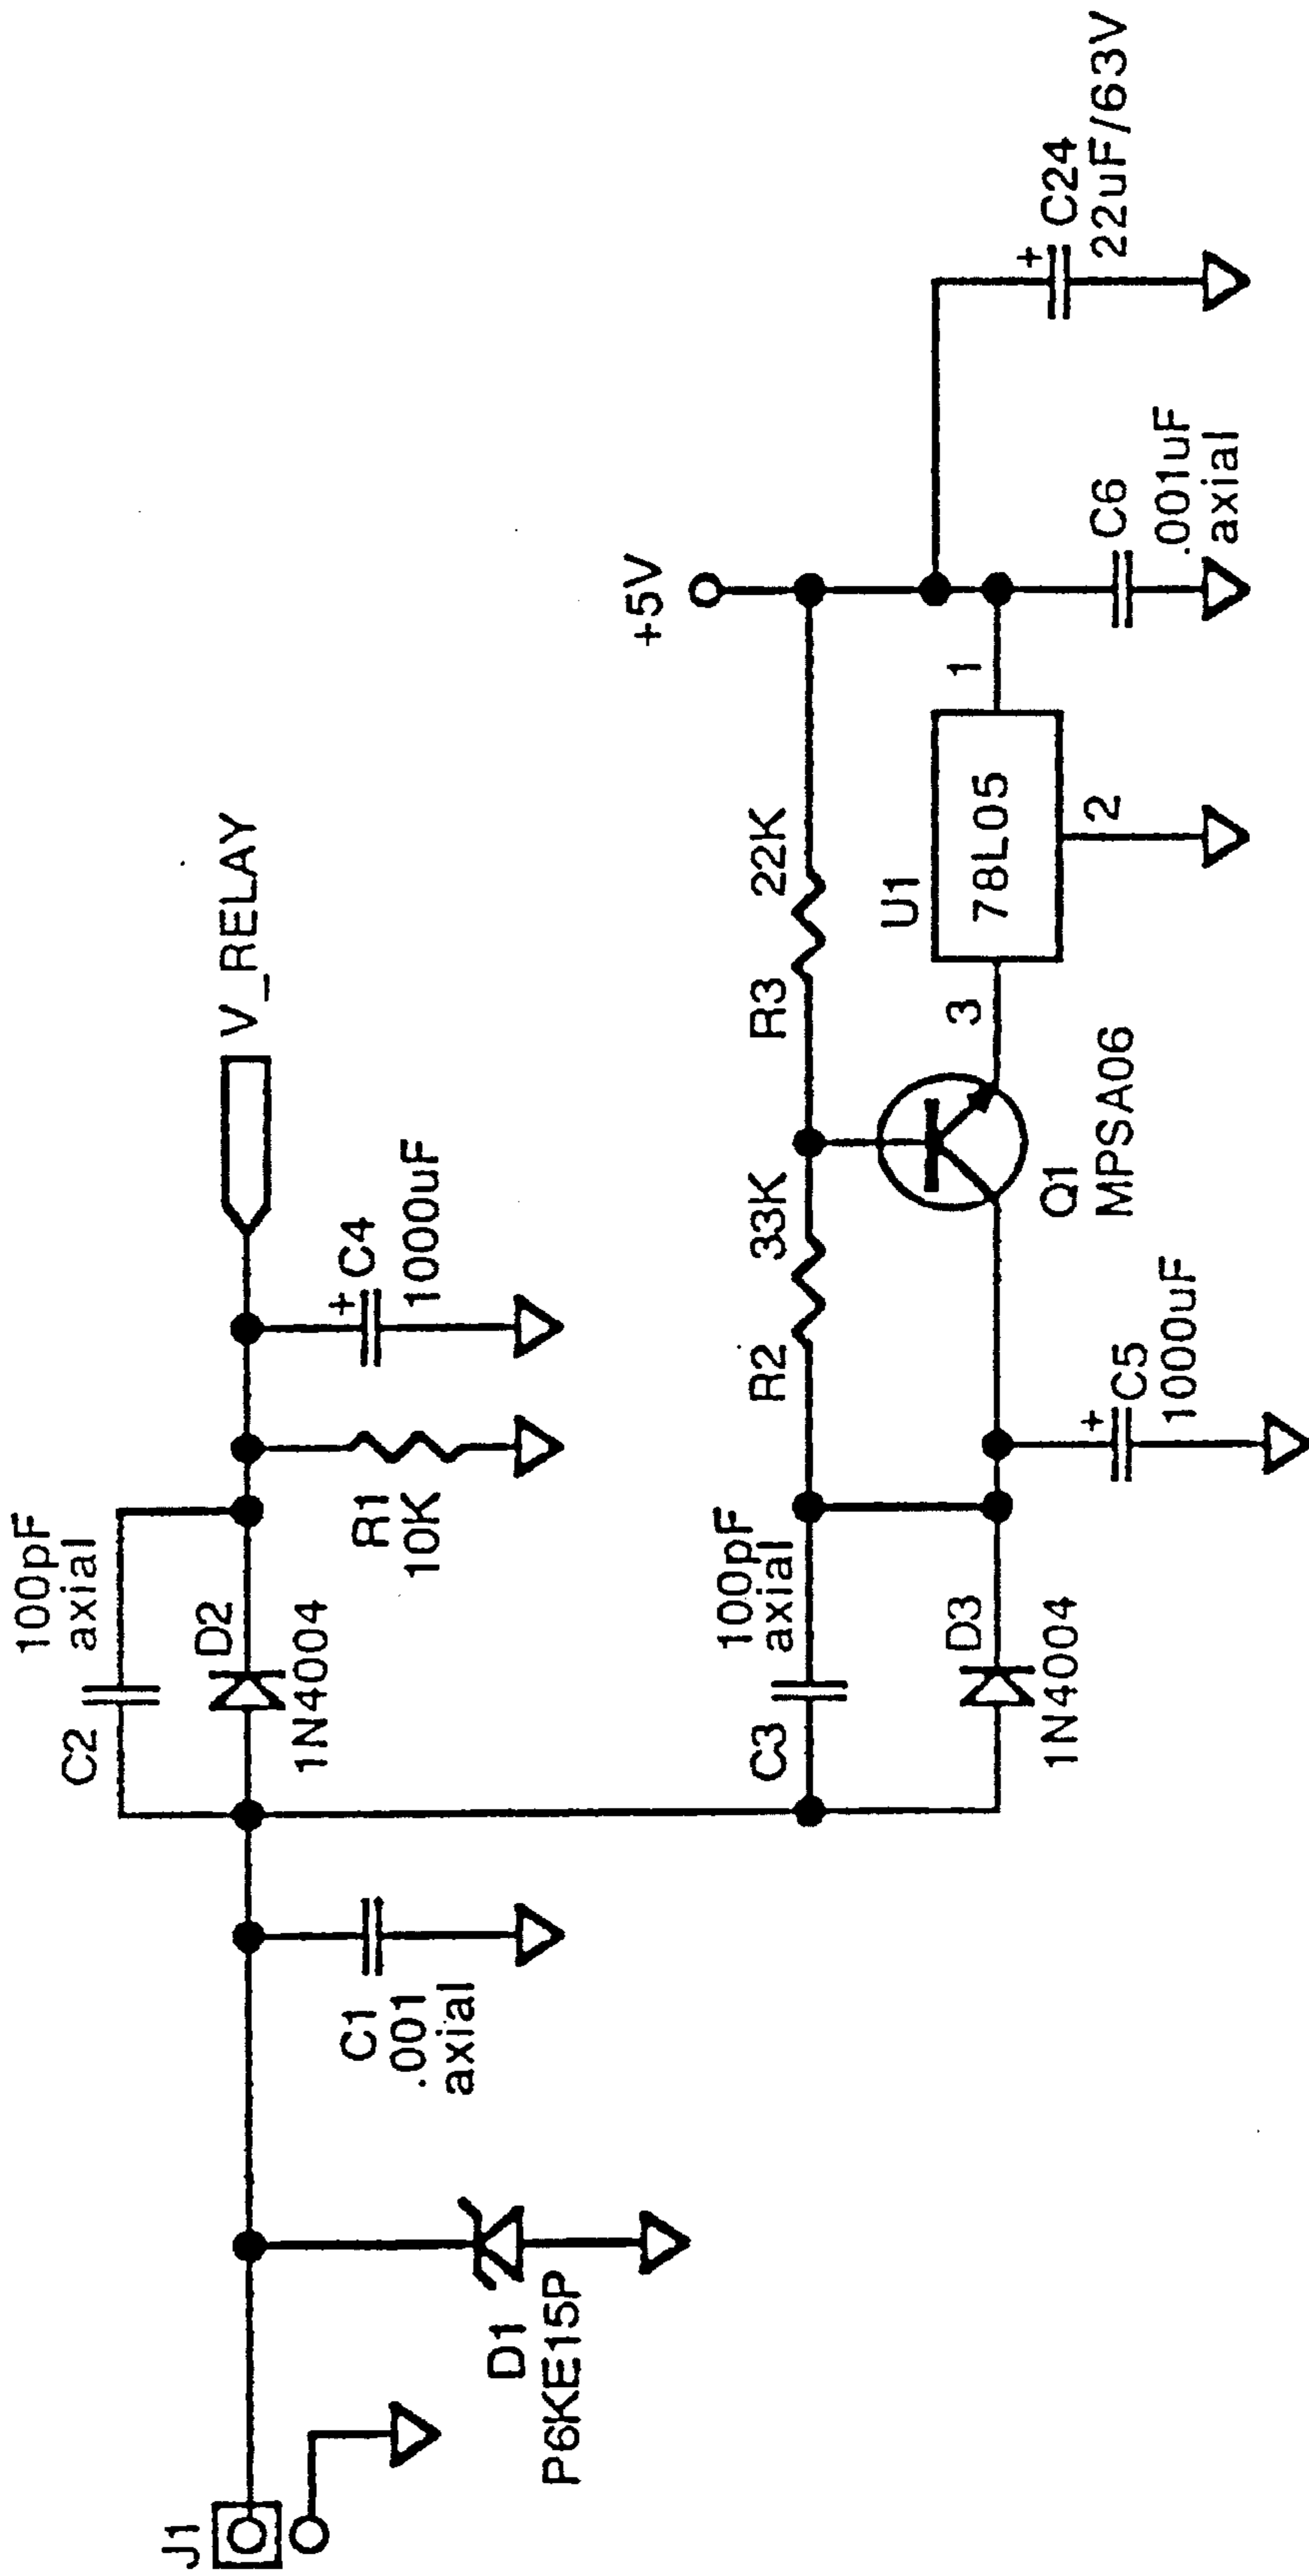 J1
D1
P6KE15P
C1
.001
axial
C2
100pF
axial
D2
1N4004
R1
10K
+
C4
1000uF
V_RELAY
C3
100pF
axial
D3
1N4004
R2
33K
+
C5
1000uF
Q1
MPSA06
R3
22K
U1
78L05
3
2
1
+5V
C6
.001uF
axial
+
C24
22uF/63V